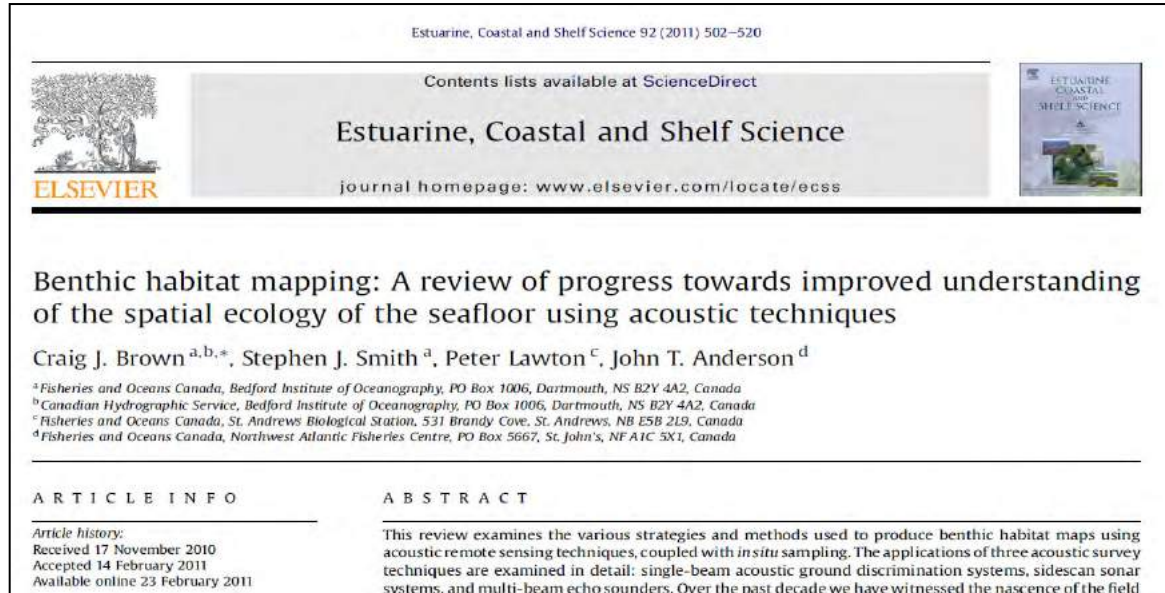 Estuarine, Coastal and Shelf Science 92 (2011) 502–520
Contents lists available at ScienceDirect
Estuarine, Coastal and Shelf Science
journal homepage: www.elsevier.com/locate/ecss
ELSEVIER
ESTUARINE
COASTAL
AND
SHELF SCIENCE
Benthic habitat mapping: A review of progress towards improved understanding
of the spatial ecology of the seafloor using acoustic techniques
Craig J. Brown a,b,*, Stephen J. Smith a, Peter Lawton c, John T. Anderson d
a Fisheries and Oceans Canada, Bedford Institute of Oceanography, PO Box 1006, Dartmouth, NS B2Y 4A2, Canada
b Canadian Hydrographic Service, Bedford Institute of Oceanography, PO Box 1006, Dartmouth, NS B2Y 4A2, Canada
c Fisheries and Oceans Canada, St. Andrews Biological Station, 531 Brandy Cove, St. Andrews, NB E5B 2L9, Canada
d Fisheries and Oceans Canada, Northwest Atlantic Fisheries Centre, PO Box 5667, St. John's, NF A1C 5X1, Canada
ARTICLE INFO
Article history:
Received 17 November 2010
Accepted 14 February 2011
Available online 23 February 2011
ABSTRACT
This review examines the various strategies and methods used to produce benthic habitat maps using
acoustic remote sensing techniques, coupled with in situ sampling. The applications of three acoustic survey
techniques are examined in detail: single-beam acoustic ground discrimination systems, sidescan sonar
systems, and multi-beam echo sounders. Over the past decade we have witnessed the nascence of the field